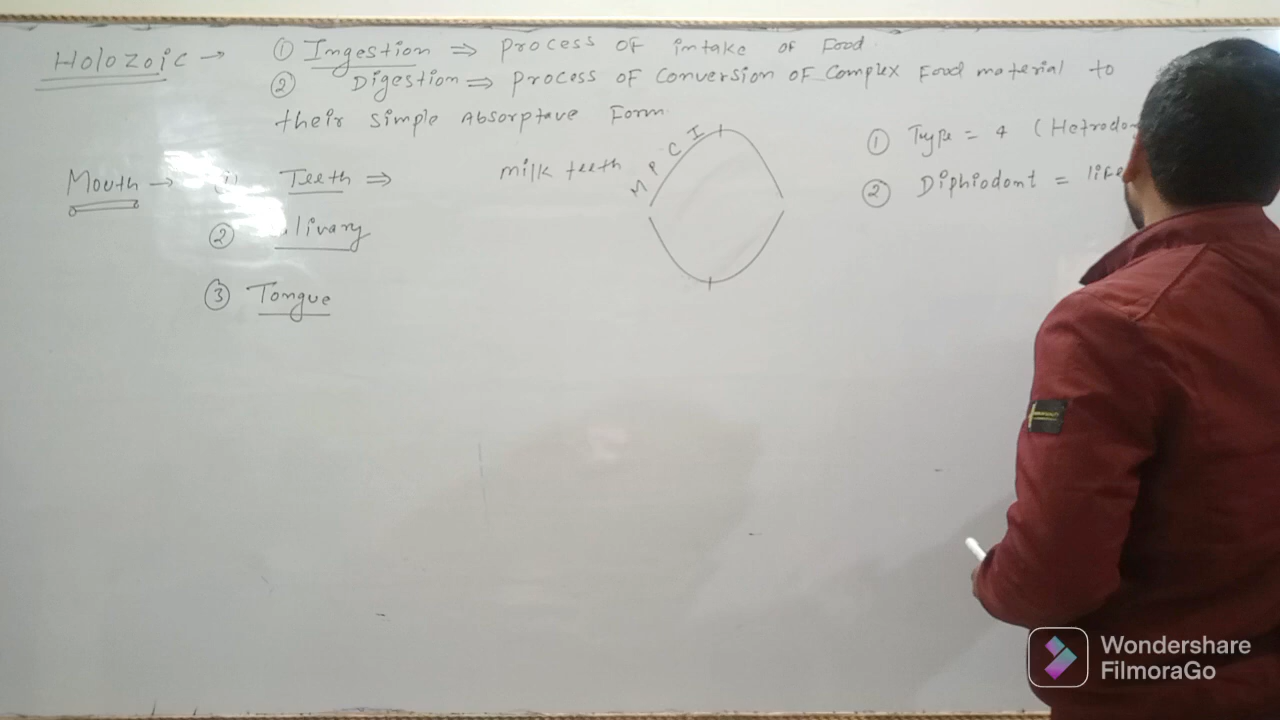 Holozoic → ① Ingestion ⇒ Process OF intake of Food
② Digestion ⇒ Process OF Conversion OF Complex Food material to
their simple Absorptave Form.
Mouth → (i) Teeth ⇒ milk teeth
M P C I
① Type = 4 (Hetrodo
② Diphiodont = life
② livary
③ Tongue
Wondershare
FilmoraGo